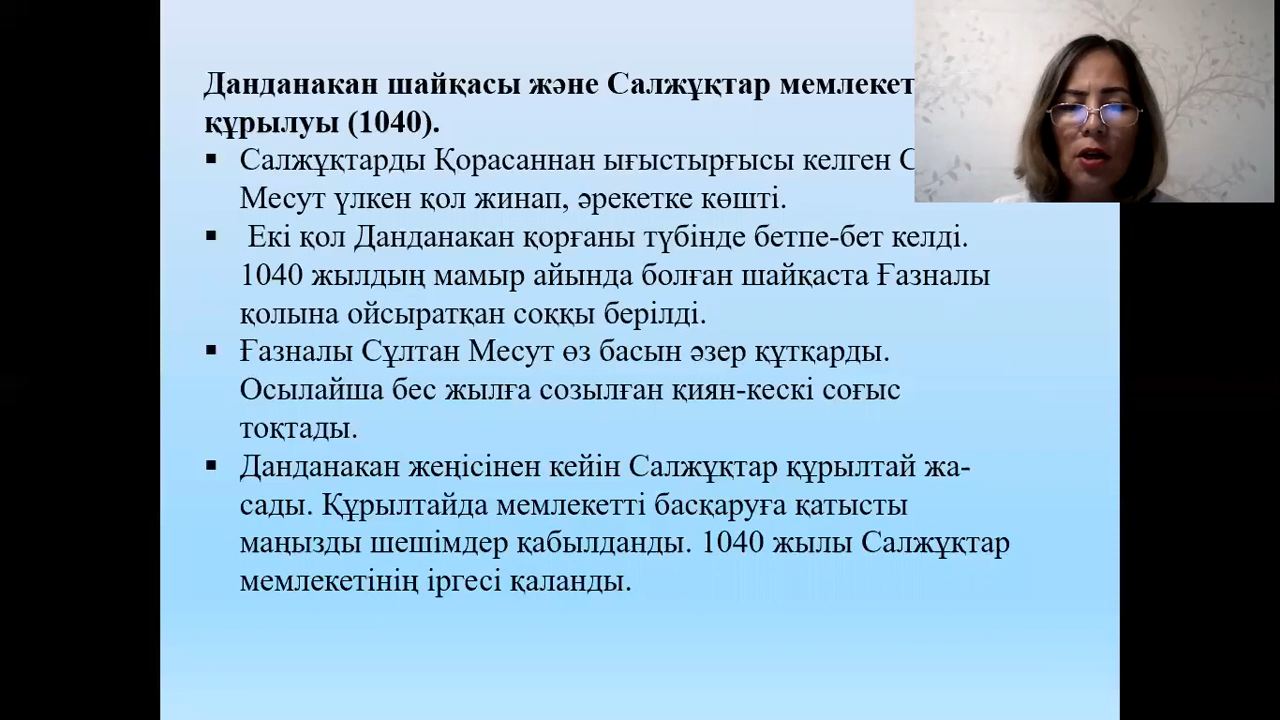 Данданакан шайқасы және Салжұқтар
құрылуы (1040).
▪ Салжұқтарды Қорасаннан ығыстырғысы келген
Месут үлкен қол жинап, әрекетке көшті.
▪ Екі қол Данданакан қорғаны түбінде бетпе-бет келді.
1040 жылдың мамыр айында болған шайқаста Ғазналы
қолына ойсыратқан соққы берілді.
▪ Ғазналы Сұлтан Месут өз басын әзер құтқарды.
Осылайша бес жылға созылған қиян-кескі соғыс
тоқтады.
▪ Данданакан жеңісінен кейін Салжұқтар құрылтай жа-
сады. Құрылтайда мемлекетті басқаруға қатысты
маңызды шешімдер қабылданды. 1040 жылы Салжұқтар
мемлекетінің іргесі қаланды.